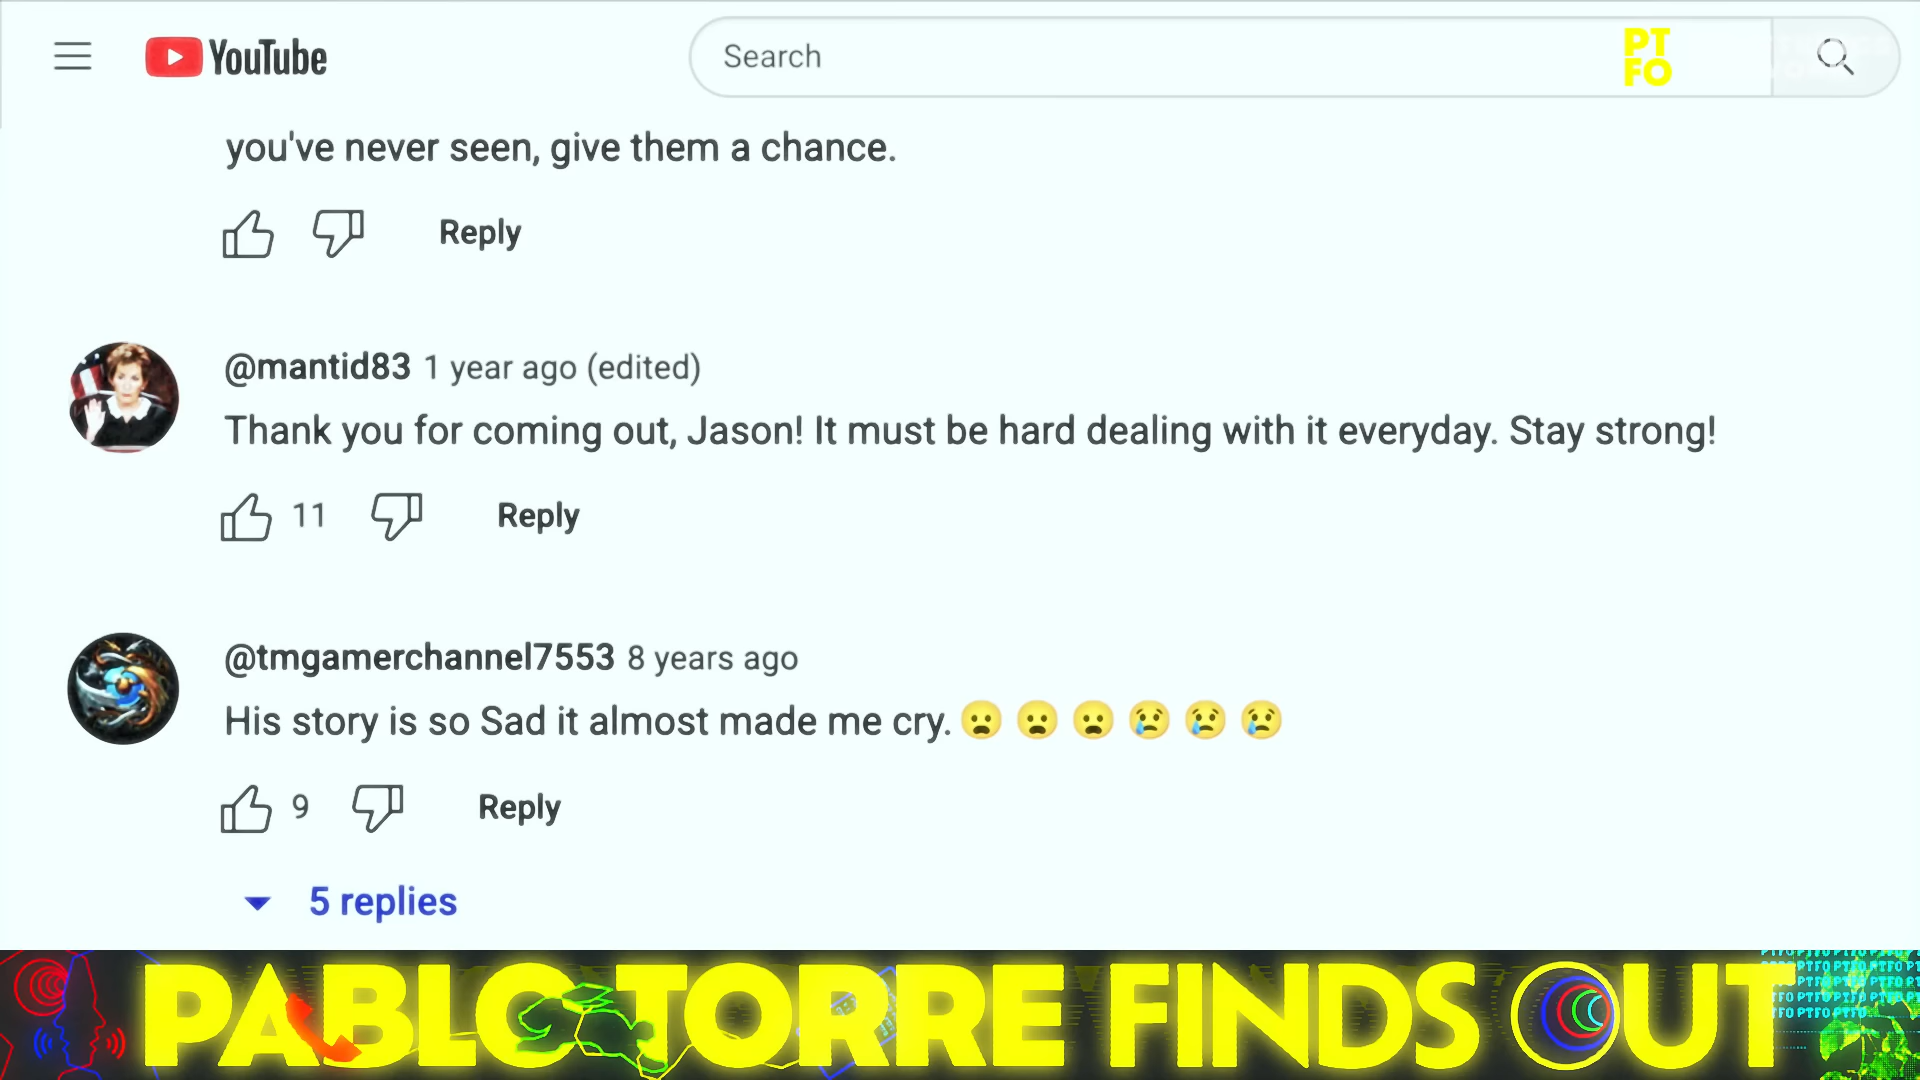 YouTube
Search
PT
FO
you've never seen, give them a chance.
Reply
@mantid83 1 year ago (edited)
Thank you for coming out, Jason! It must be hard dealing with it everyday. Stay strong!
11
Reply
@tmgamerchannel7553 8 years ago
His story is so Sad it almost made me cry. 😦 😦 😦 😢 😢 😢
9
Reply
5 replies
PABLO TORRE FINDS OUT